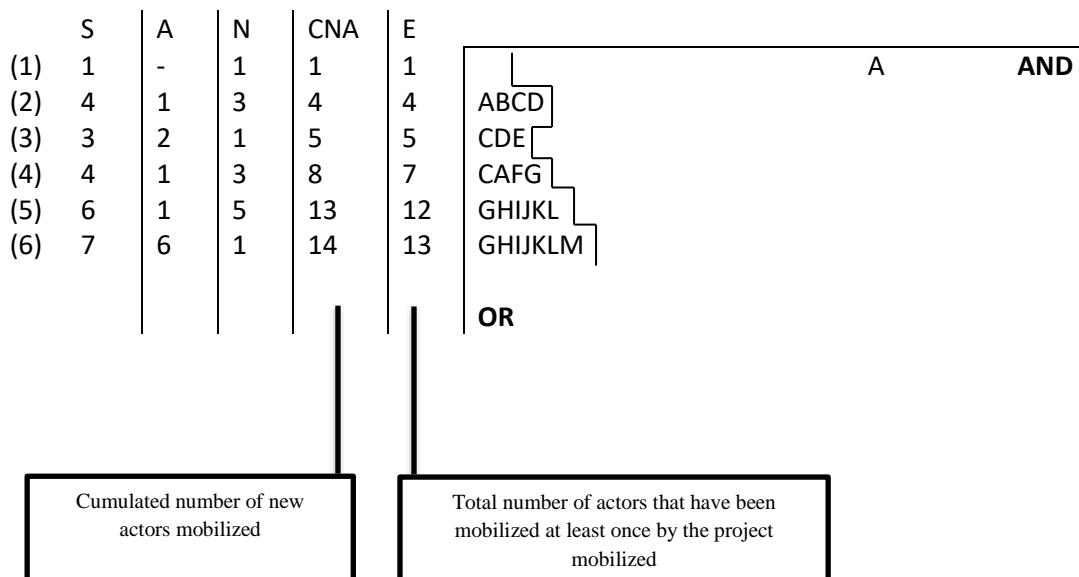 S A N CNA E
(1) 1 - 1 1 1 A AND
(2) 4 1 3 4 4 ABCD
(3) 3 2 1 5 5 CDE
(4) 4 1 3 8 7 CAFG
(5) 6 1 5 13 12 GHIJKL
(6) 7 6 1 14 13 GHIJKLM
OR
Cumulated number of new
actors mobilized
Total number of actors that have been
mobilized at least once by the project
mobilized